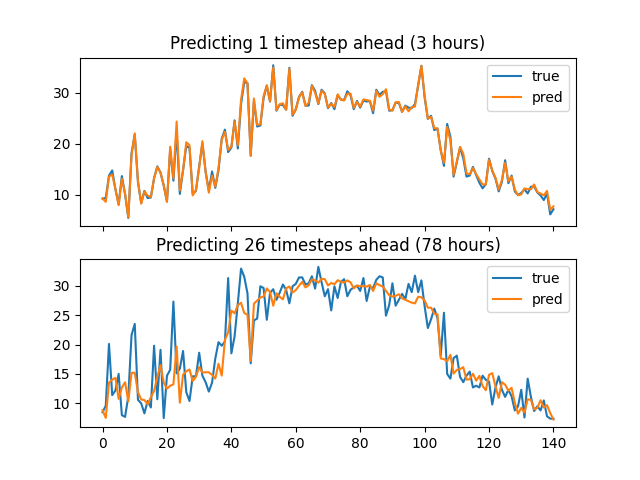 Predicting 1 timestep ahead (3 hours)
true
pred
30
20
10
Predicting 26 timesteps ahead (78 hours)
true
pred
30
25
20
15
10
0 20 40 60 80 100 120 140